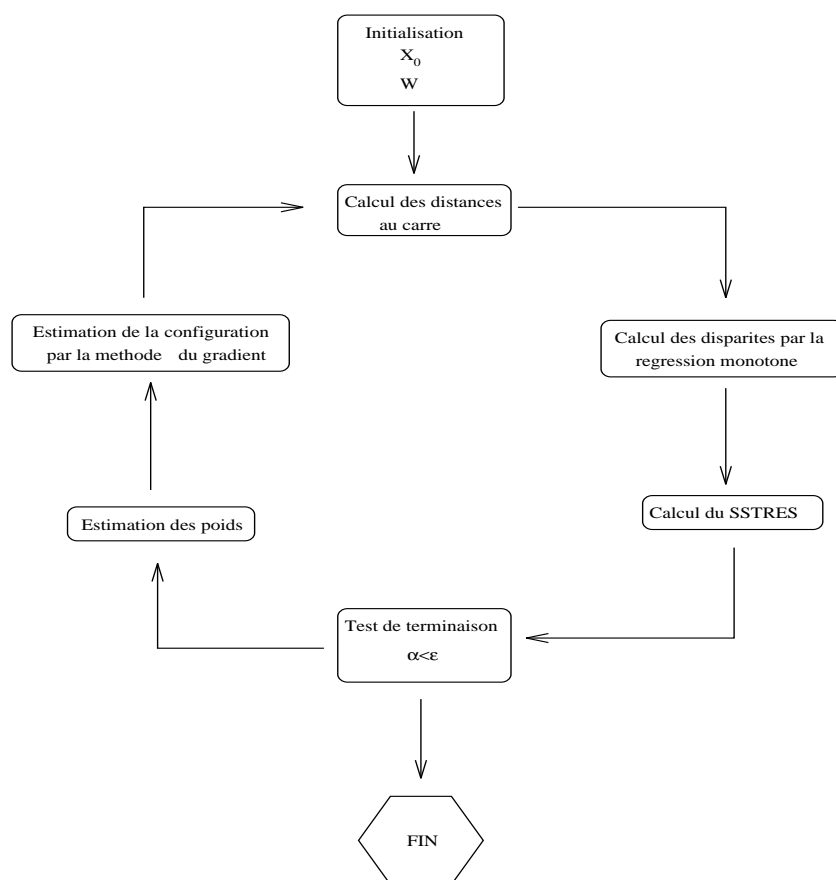 Initialisation
X0
W
Calcul des distances
au carre
Estimation de la configuration
par la methode du gradient
Calcul des disparites par la
regression monotone
Estimation des poids
Calcul du SSTRES
Test de terminaison
α<ε
FIN